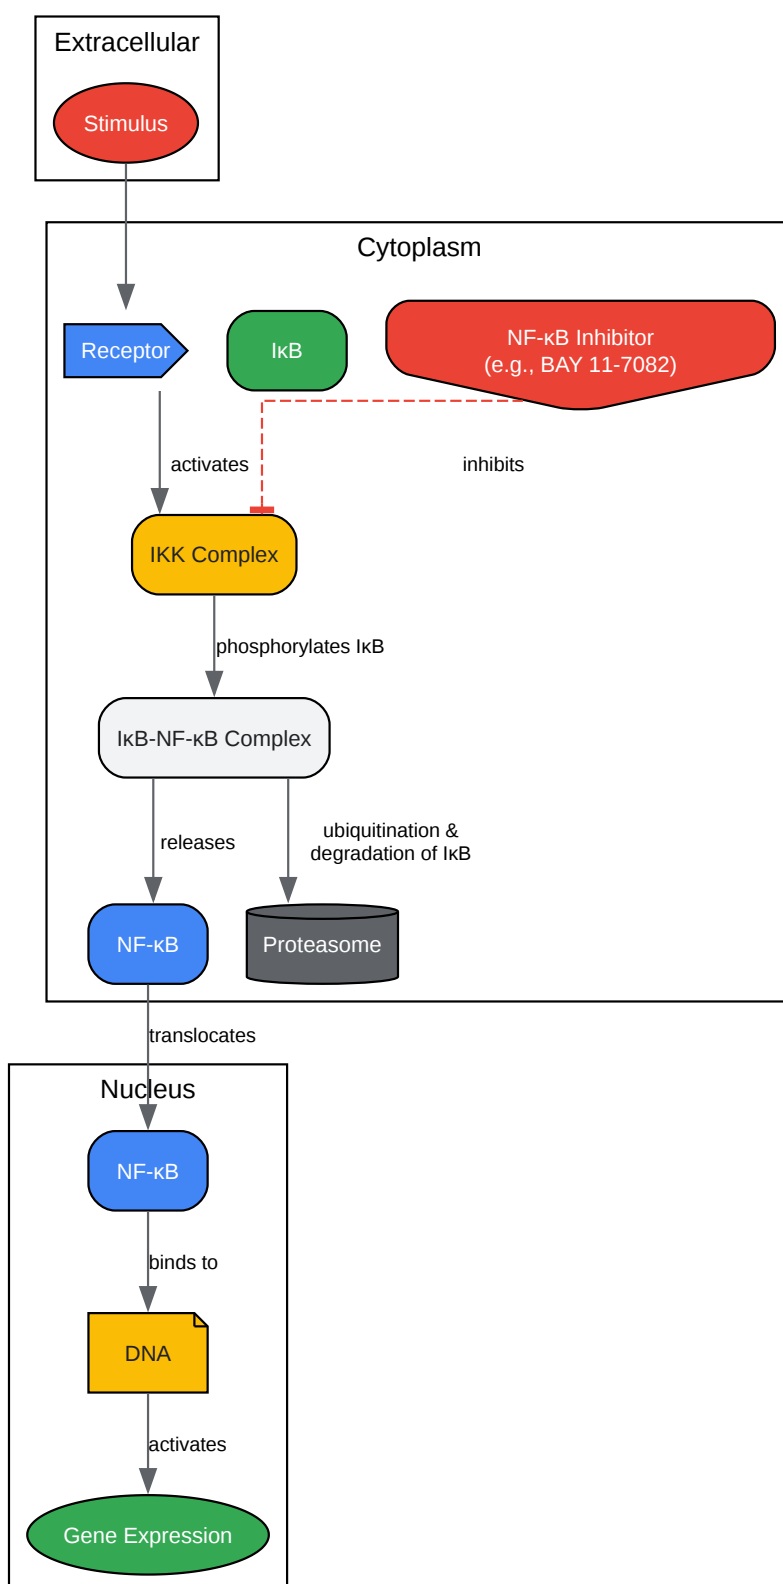 Extracellular
Stimulus
Cytoplasm
Receptor
IκB
NF-κB Inhibitor
(e.g., BAY 11-7082)
activates
inhibits
IKK Complex
phosphorylates IκB
IκB-NF-κB Complex
releases
ubiquitination &
degradation of IκB
NF-κB
Proteasome
translocates
Nucleus
NF-κB
binds to
DNA
activates
Gene Expression